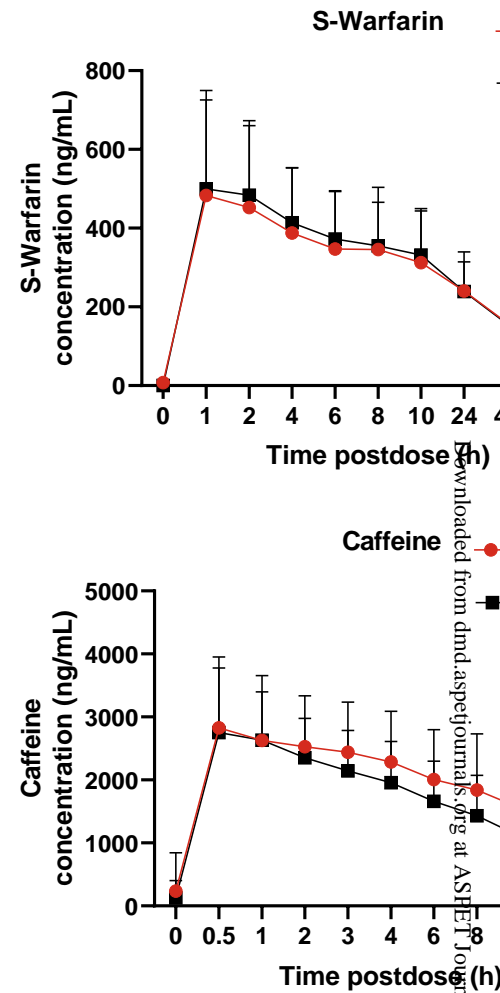 S-Warfarin
S-Warfarin
concentration (ng/mL)
800
600
400
200
0
0 1 2 4 6 8 10 24 4
Time postdose (h)
Caffeine
Caffeine
concentration (ng/mL)
5000
4000
3000
2000
1000
0
0 0.5 1 2 3 4 6 8
Time postdose (h)
Downloaded from dmd.aspetjournals.org at ASPET Journ